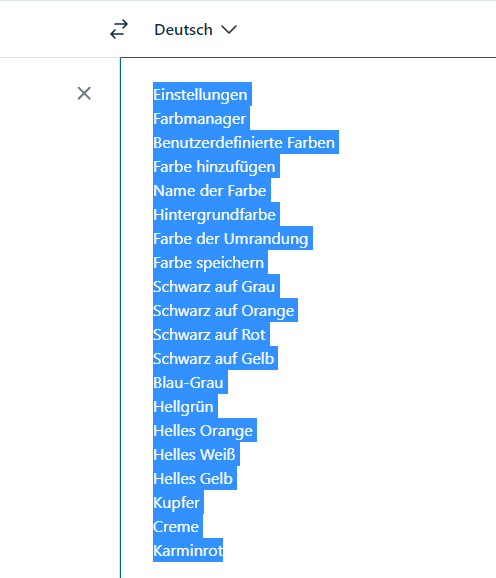 Deutsch
Einstellungen
Farbmanager
Benutzerdefinierte Farben
Farbe hinzufügen
Name der Farbe
Hintergrundfarbe
Farbe der Umrandung
Farbe speichern
Schwarz auf Grau
Schwarz auf Orange
Schwarz auf Rot
Schwarz auf Gelb
Blau-Grau
Hellgrün
Helles Orange
Helles Weiß
Helles Gelb
Kupfer
Creme
Karminrot